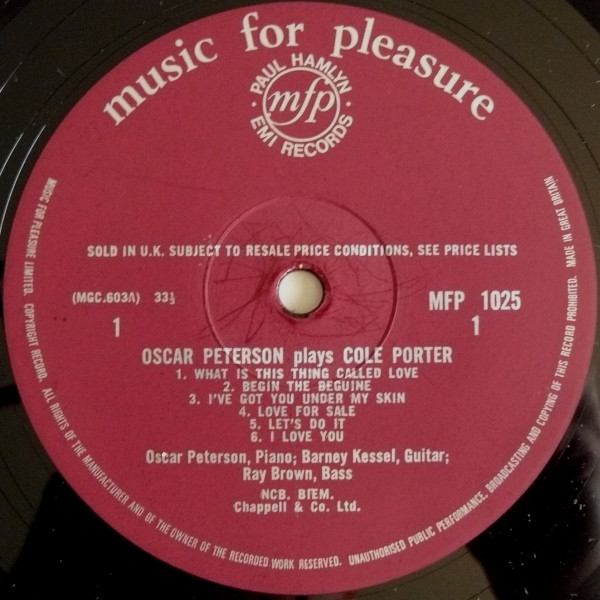 music for pleasure
PAUL HAMLYN
mfp
EMI RECORDS
SOLD IN U.K. SUBJECT TO RESALE PRICE CONDITIONS, SEE PRICE LISTS
(MGC.603A) 33⅓
MFP 1025
1
1
OSCAR PETERSON plays COLE PORTER
1. WHAT IS THIS THING CALLED LOVE
2. BEGIN THE BEGUINE
3. I'VE GOT YOU UNDER MY SKIN
4. LOVE FOR SALE
5. LET'S DO IT
6. I LOVE YOU
Oscar Peterson, Piano; Barney Kessel, Guitar;
Ray Brown, Bass
NCB. BIEM.
Chappell & Co. Ltd.
MUSIC FOR PLEASURE LIMITED. COPYRIGHT RECORD. ALL RIGHTS OF THE MANUFACTURER AND OF THE OWNER OF THE RECORDED WORK RESERVED. UNAUTHORISED PUBLIC PERFORMANCE, BROADCASTING AND COPYING OF THIS RECORD PROHIBITED. MADE IN GREAT BRITAIN